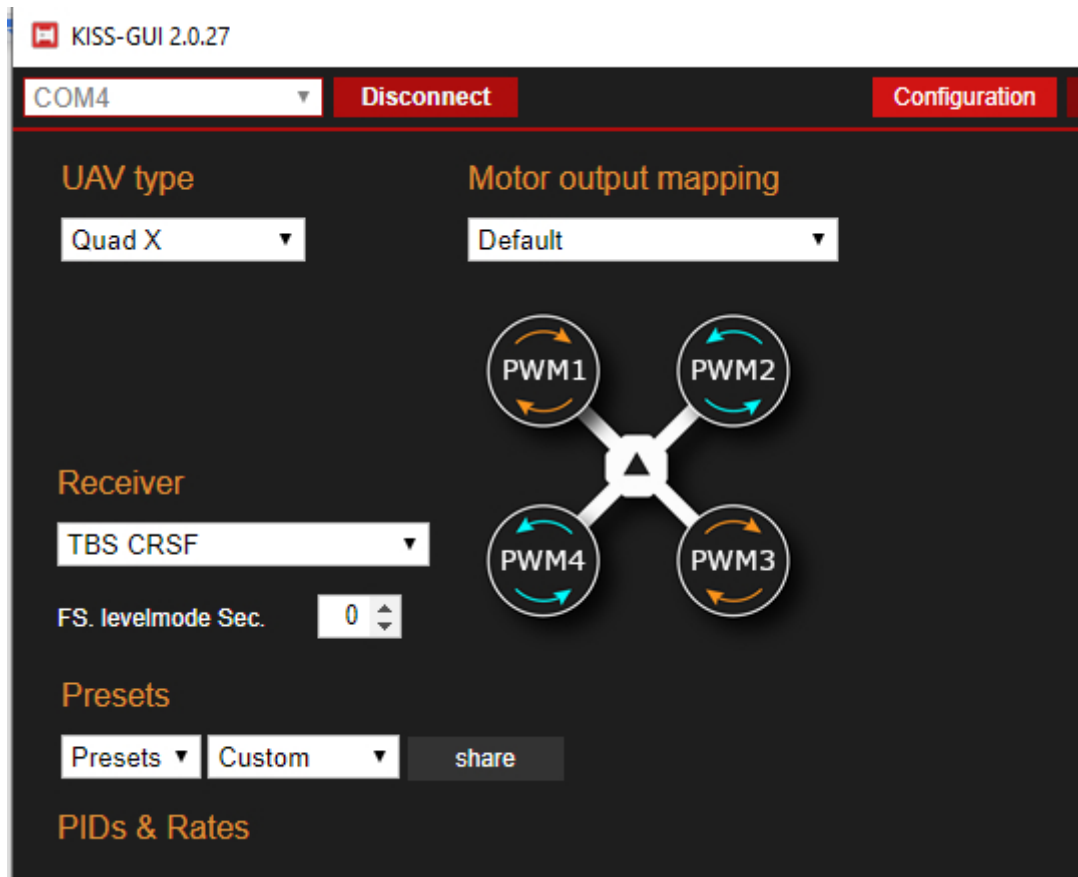 KISS-GUI 2.0.27
COM4 Disconnect Configuration
UAV type Motor output mapping
Quad X Default
PWM1 PWM2
Receiver
TBS CRSF
PWM4 PWM3
FS. levelmode Sec. 0
Presets
Presets Custom share
PIDs & Rates